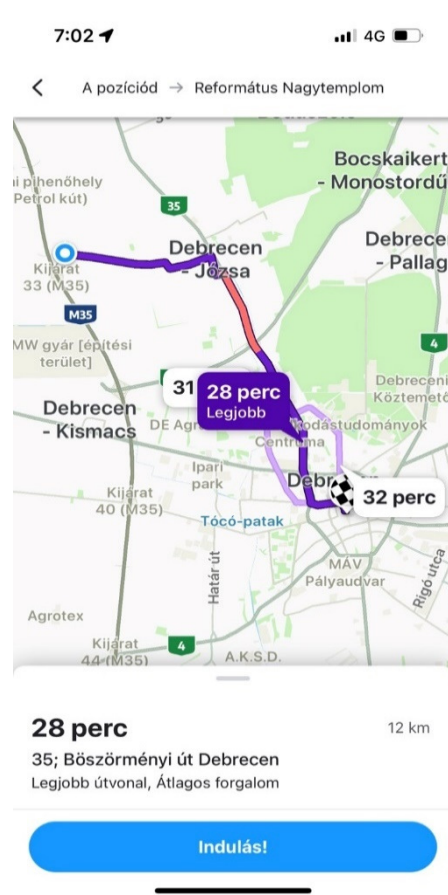 7:02
4G
A pozíciód → Református Nagytemplom
Bocskaikert
- Monostordű
i pihenőhely
Petrol kút)
35
Debrecen
- Józsa
Debrece
- Pallag
Kijárat
33 (M35)
M35
MW gyár [építési
terület]
4
31
28 perc
Legjobb
Debreceni
Köztemető
Debrecen
- Kismacs
DE Agr
kodástudományok
Centruma
Ipari
park
Kijárat
40 (M35)
32 perc
Tócó-patak
Határ út
MÁV
Pályaudvar
Rigó utca
Agrotex
Kijárat
44 (M35)
4
A.K.S.D.
28 perc
12 km
35; Böszörményi út Debrecen
Legjobb útvonal, Átlagos forgalom
Indulás!